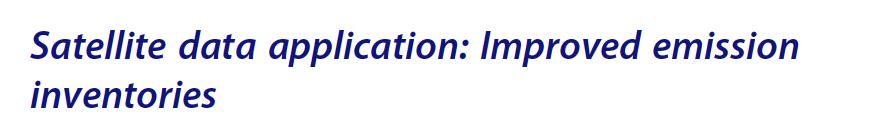 Satellite data application: Improved emission
inventories